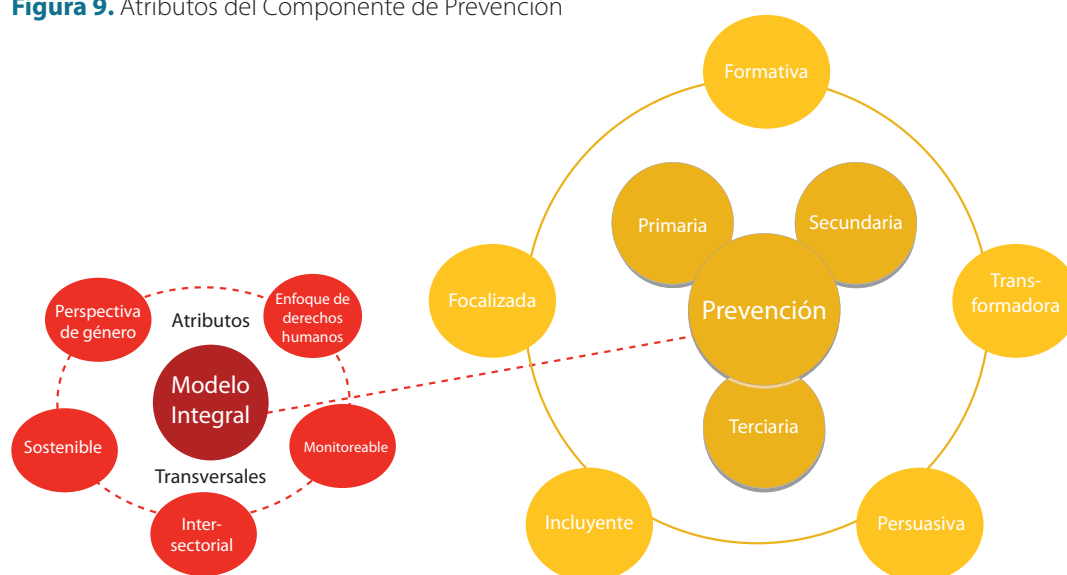 Figura 9. Atributos del Componente de Prevención
Formativa
Primaria
Secundaria
Focalizada
Trans-
formadora
Prevención
Terciaria
Incluyente
Persuasiva
Perspectiva
de género
Atributos
Enfoque de
derechos
humanos
Modelo
Integral
Sostenible
Monitoreable
Transversales
Inter-
sectorial